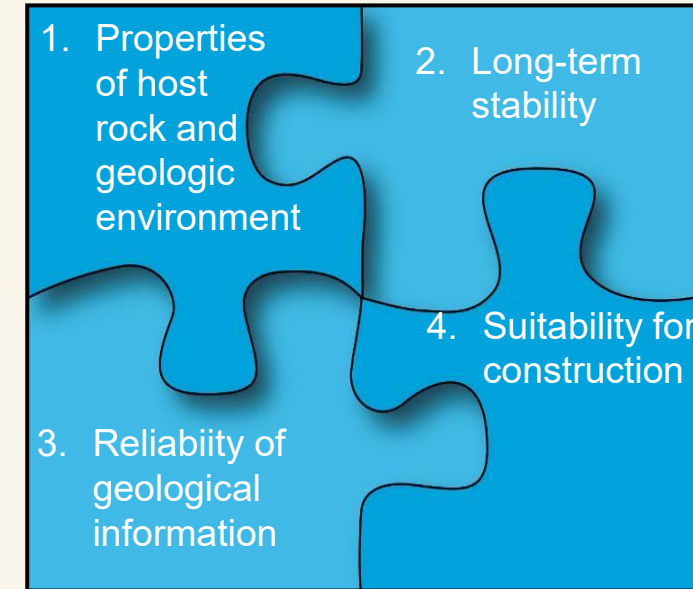 1. Properties
of host
rock and
geologic
environment
2. Long-term
stability
3. Reliabiity of
geological
information
4. Suitability for
construction